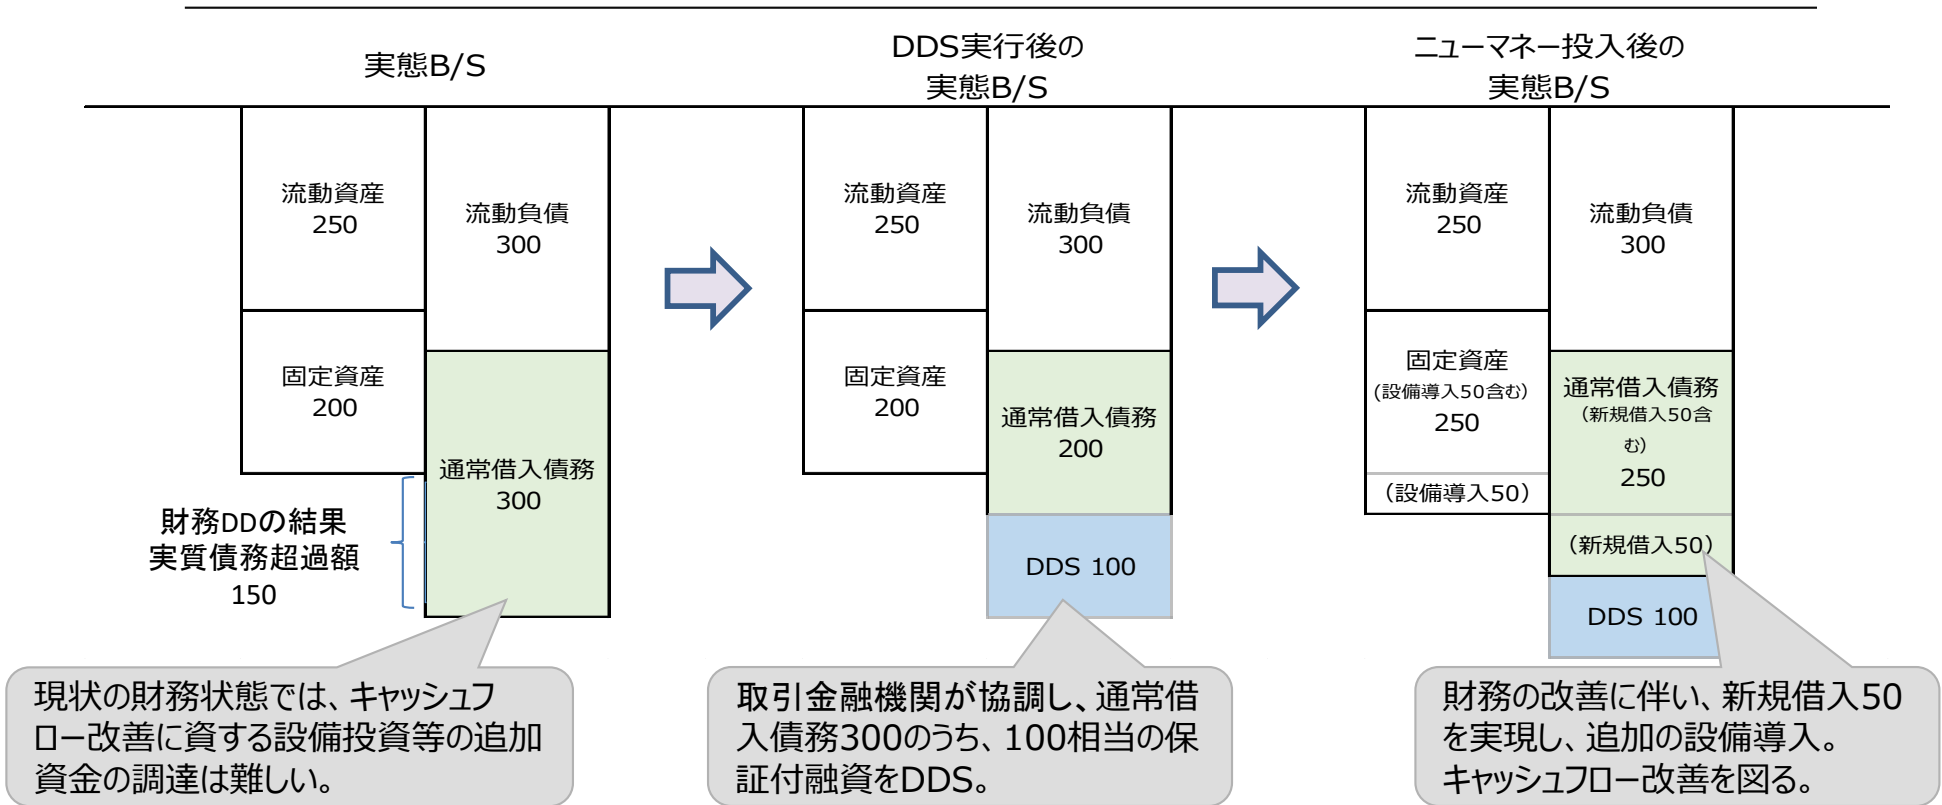 実態B/S
DDS実行後の
実態B/S
ニューマネー投入後の
実態B/S
流動資産
250
流動負債
300
固定資産
200
通常借入債務
300
財務DDの結果
実質債務超過額
150
現状の財務状態では、キャッシュフ
ロー改善に資する設備投資等の追加
資金の調達は難しい。
流動資産
250
流動負債
300
固定資産
200
通常借入債務
200
DDS 100
取引金融機関が協調し、通常借
入債務300のうち、100相当の保
証付融資をDDS。
流動資産
250
流動負債
300
固定資産
(設備導入50含む)
250
(設備導入50)
通常借入債務
(新規借入50含
む)
250
(新規借入50)
DDS 100
財務の改善に伴い、新規借入50
を実現し、追加の設備導入。
キャッシュフロー改善を図る。